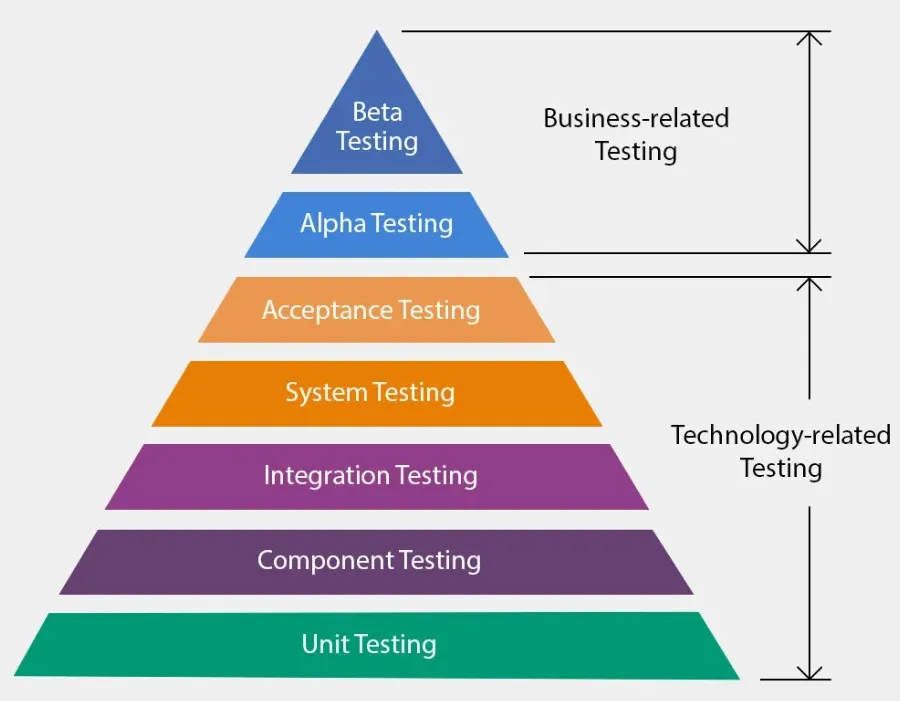 Beta
Testing
Business-related
Testing
Alpha Testing
Acceptance Testing
System Testing
Technology-related
Testing
Integration Testing
Component Testing
Unit Testing